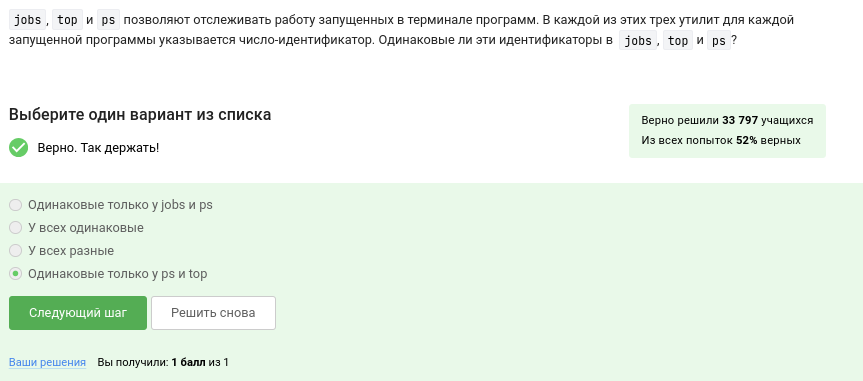 jobs, top и ps позволяют отслеживать работу запущенных в терминале программ. В каждой из этих трех утилит для каждой
запущенной программы указывается число-идентификатор. Одинаковые ли эти идентификаторы в jobs, top и ps?
Выберите один вариант из списка
Верно. Так держать!
Верно решили 33 797 учащихся
Из всех попыток 52% верных
Одинаковые только у jobs и ps
У всех одинаковые
У всех разные
Одинаковые только у ps и top
Следующий шаг Решить снова
Ваши решения Вы получили: 1 балл из 1